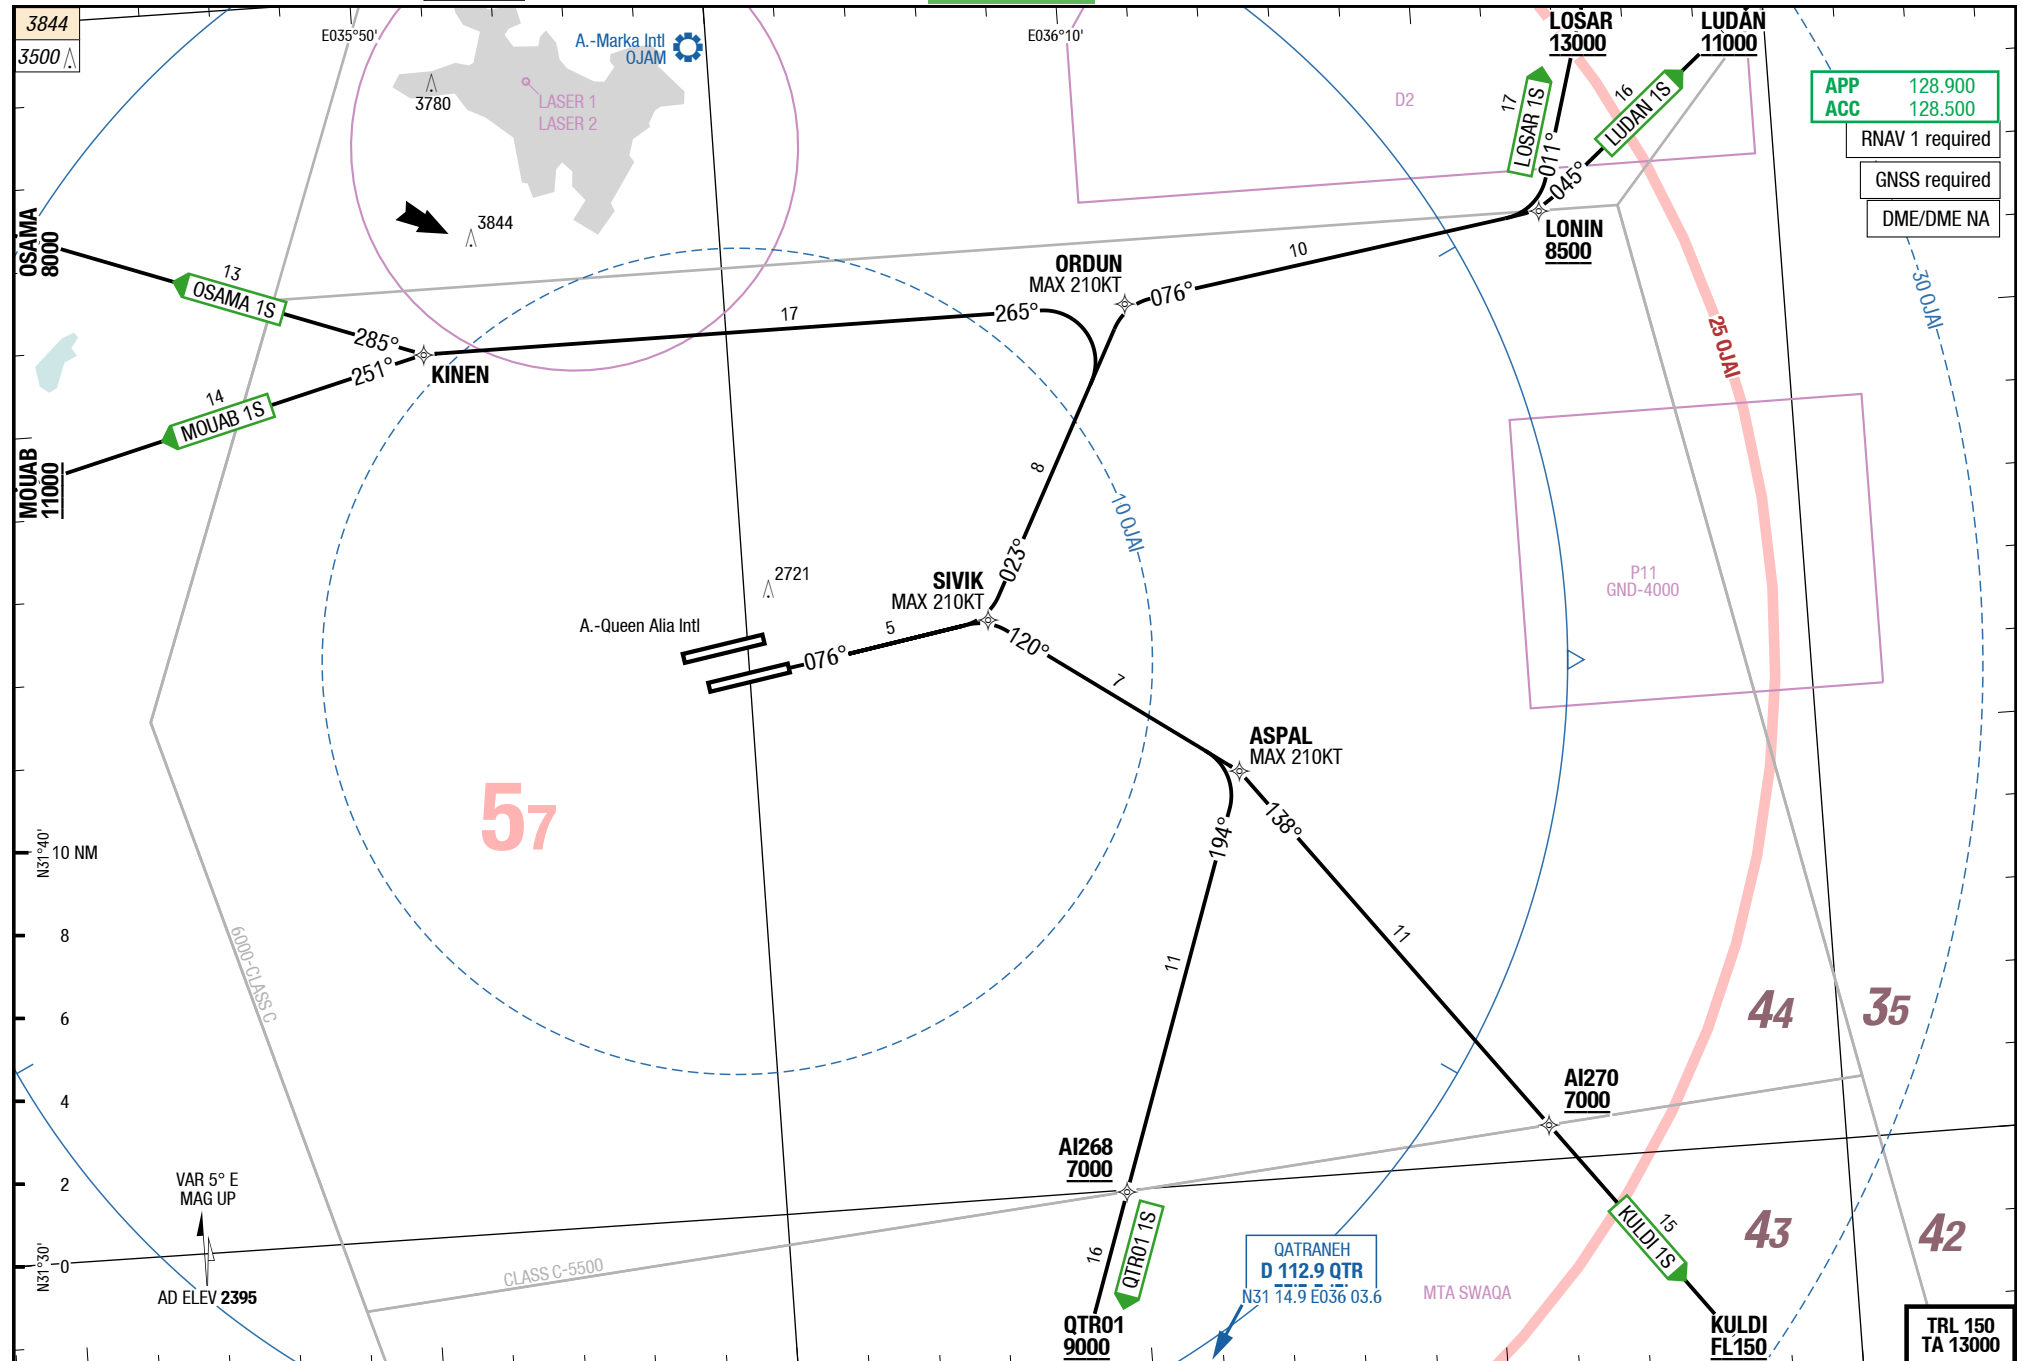 3844
3500
E035°50'
A.-Marka Intl
OJAM
E036°10'
LOSAR
13000
LUDAN
11000
3780
LASER 1
LASER 2
D2
17
LOSAR 1S
011°
16
LUDAN 1S
045°
APP 128.900
ACC 128.500
RNAV 1 required
GNSS required
DME/DME NA
3844
OSAMA
8000
13
OSAMA 1S
285°
LONIN
8500
ORDUN
MAX 210KT
076°
10
30 OJAI
17
265°
25 OJAI
251°
KINEN
14
MOUAB 1S
MOUAB
11000
8
10 OJAI
023°
2721
SIVIK
MAX 210KT
P11
GND-4000
A.-Queen Alia Intl
5
076°
120°
7
ASPAL
MAX 210KT
57
138°
194°
N31°40'
10 NM
8
6
4
2
0
N31°30'
6000-CLASS C
11
11
44
35
AI270
7000
AI268
7000
VAR 5° E
MAG UP
AD ELEV 2395
CLASS C-5500
16
QTR01 1S
QATRANEH
D 112.9 QTR
N31 14.9 E036 03.6
MTA SWAQA
15
KULDI 1S
43
42
QTR01
9000
KULDI
FL150
TRL 150
TA 13000